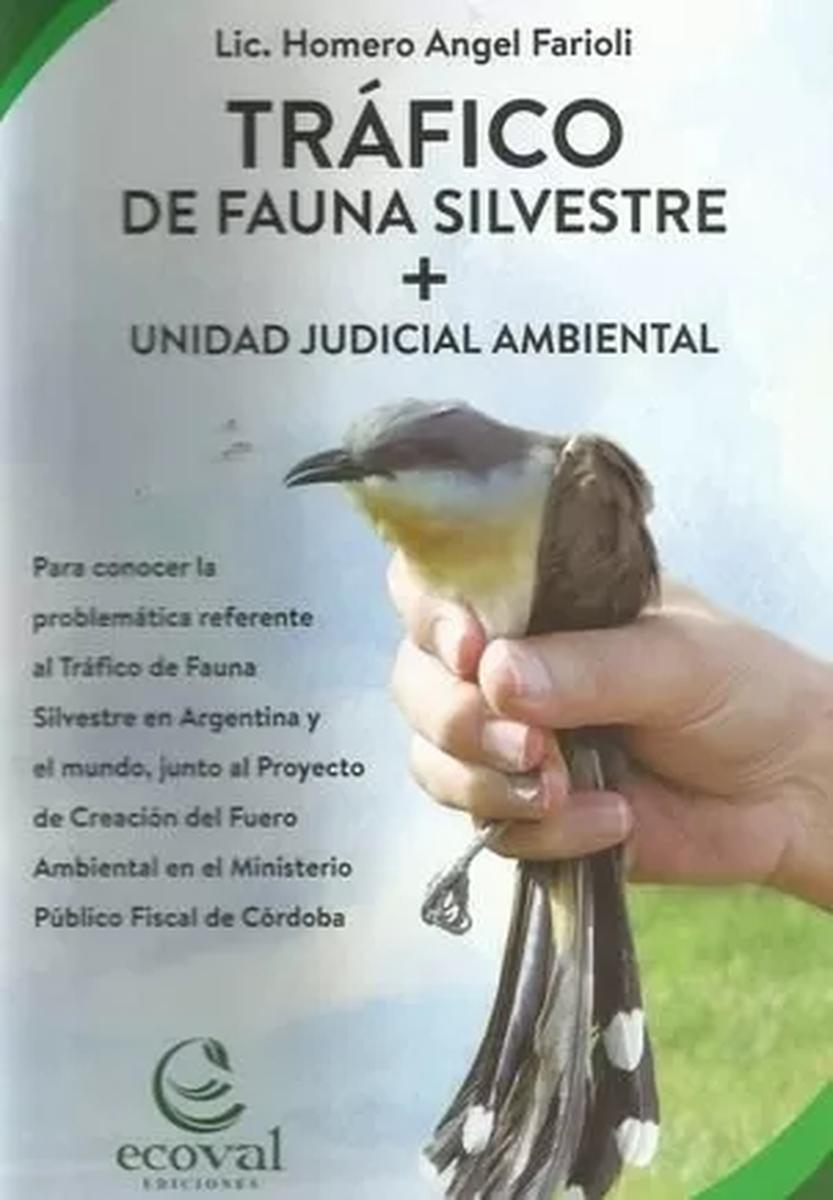 Lic. Homero Angel Farioli
TRÁFICO
DE FAUNA SILVESTRE
+
UNIDAD JUDICIAL AMBIENTAL
Para conocer la
problemática referente
al Tráfico de Fauna
Silvestre en Argentina y
el mundo, junto al Proyecto
de Creación del Fuero
Ambiental en el Ministerio
Público Fiscal de Córdoba
ecoval
EDICIONES